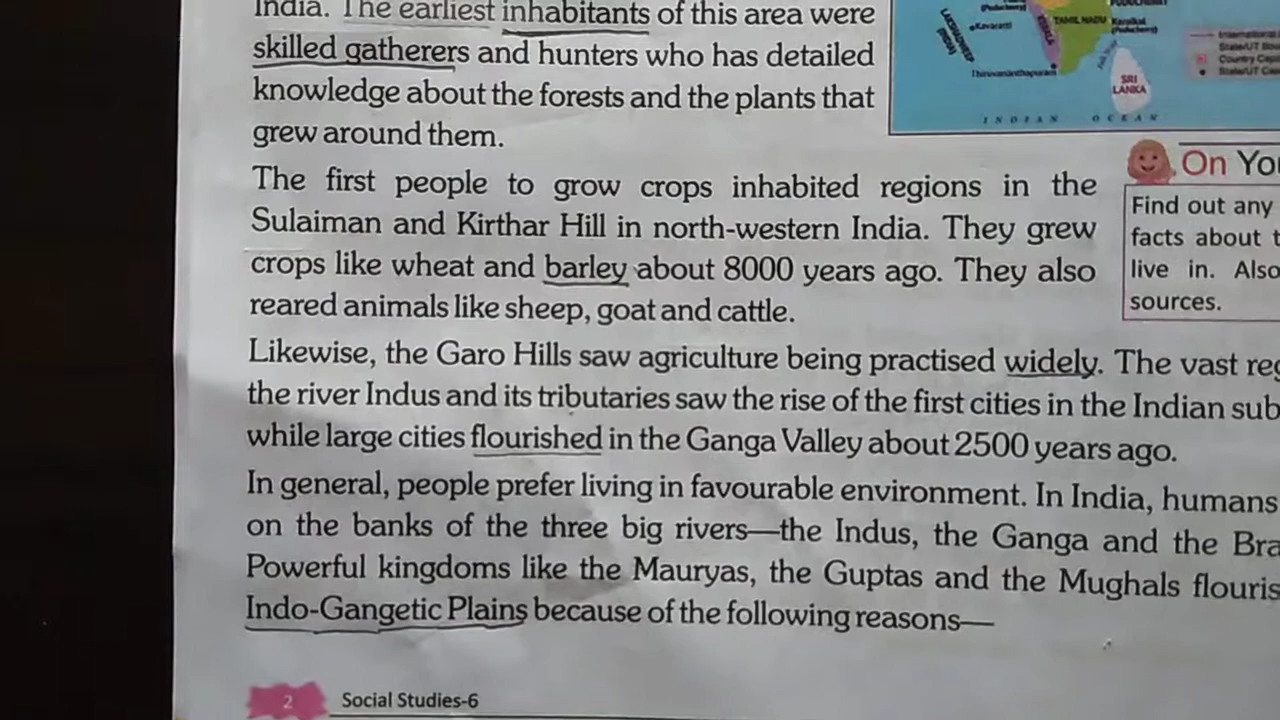 India. The earliest inhabitants of this area were
skilled gatherers and hunters who has detailed
knowledge about the forests and the plants that
grew around them.
The first people to grow crops inhabited regions in the
Sulaiman and Kirthar Hill in north-western India. They grew
crops like wheat and barley about 8000 years ago. They also
reared animals like sheep, goat and cattle.
Likewise, the Garo Hills saw agriculture being practised widely. The vast reg
the river Indus and its tributaries saw the rise of the first cities in the Indian sub
while large cities flourished in the Ganga Valley about 2500 years ago.
In general, people prefer living in favourable environment. In India, humans
on the banks of the three big rivers—the Indus, the Ganga and the Bra
Powerful kingdoms like the Mauryas, the Guptas and the Mughals flouris
Indo-Gangetic Plains because of the following reasons—
2 Social Studies-6
TAMIL NADU
Kavaratti
Thiruvananthapuram
SRI
LANKA
INDIAN OCEAN
On You
Find out any
facts about t
live in. Also
sources.